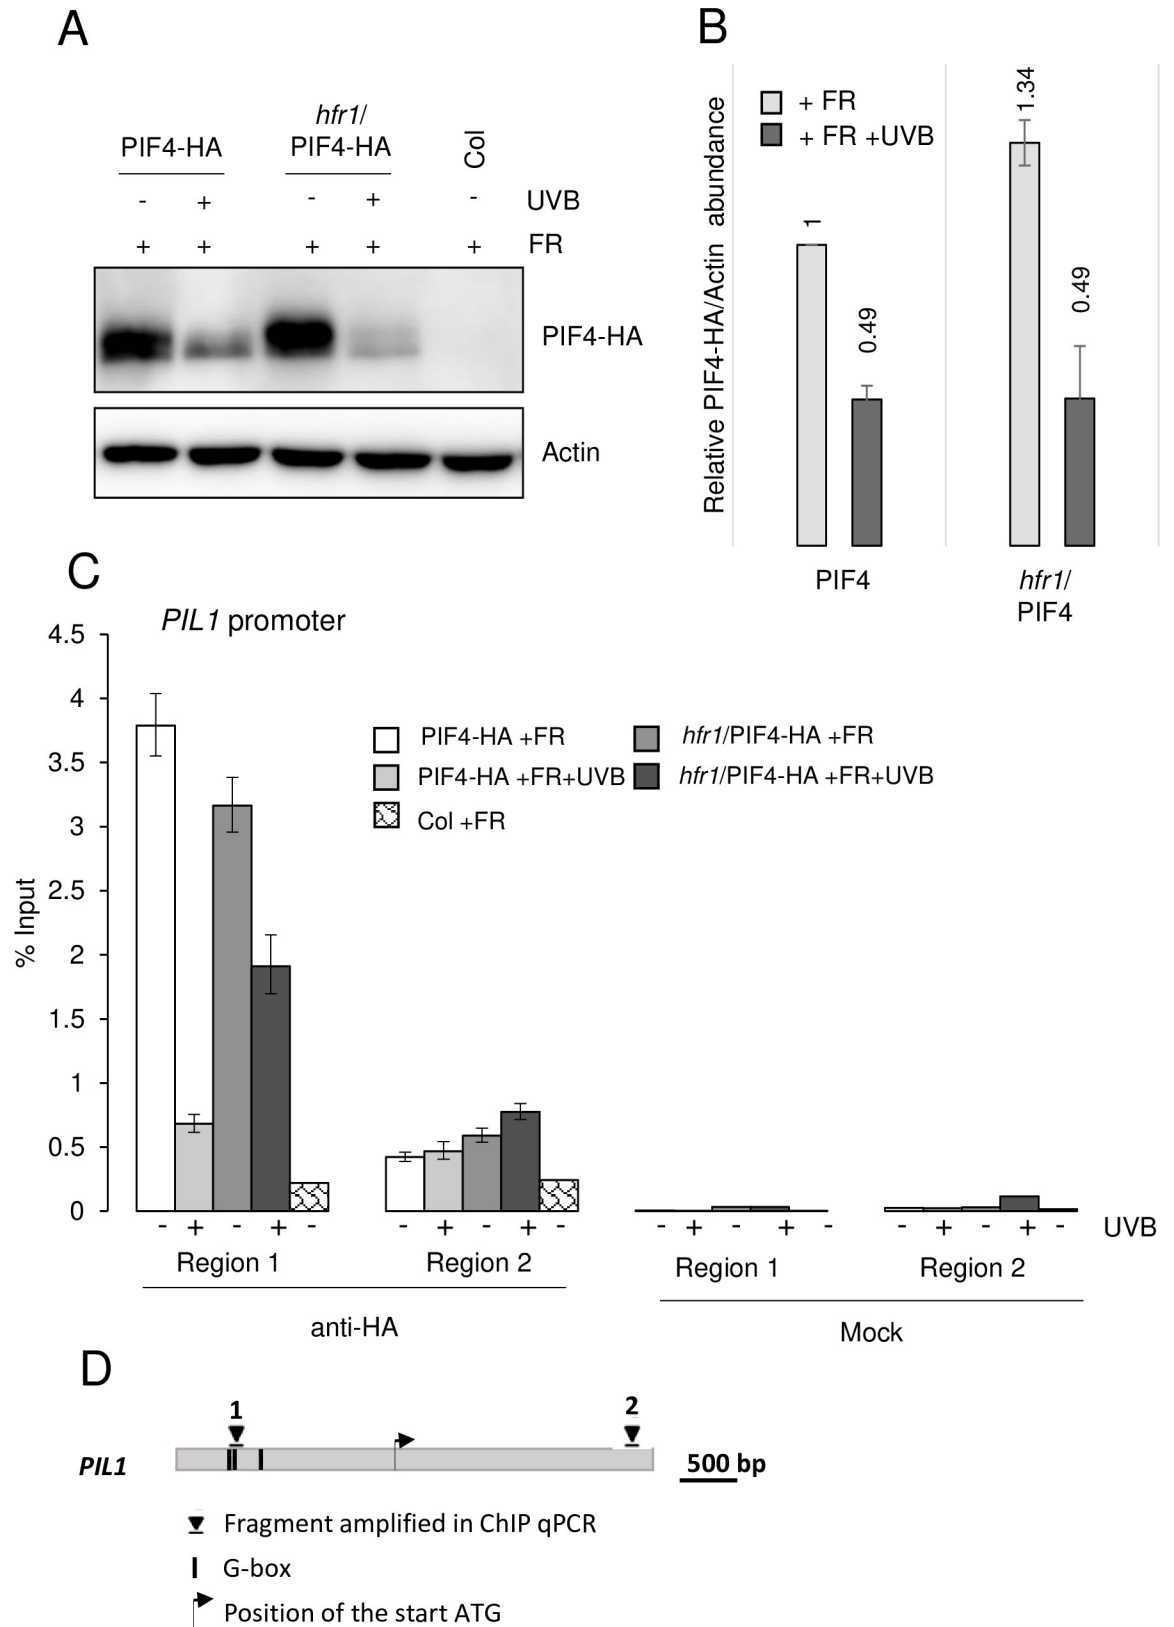 A
PIF4-HA
hfr1/
PIF4-HA
Col
- + - + - UVB
+ + + + + FR
PIF4-HA
Actin
B
Relative PIF4-HA/Actin abundance
+ FR
+ FR +UVB
1
0.49
1.34
0.49
PIF4
hfr1/
PIF4
C
PIL1 promoter
% Input
4.5
4
3.5
3
2.5
2
1.5
1
0.5
0
PIF4-HA +FR
PIF4-HA +FR+UVB
Col +FR
hfr1/PIF4-HA +FR
hfr1/PIF4-HA +FR+UVB
- + - + - - + - + - - + - + - - + - + - UVB
Region 1 Region 2 Region 1 Region 2
anti-HA Mock
D
1 2
PIL1
500 bp
Fragment amplified in ChIP qPCR
G-box
Position of the start ATG